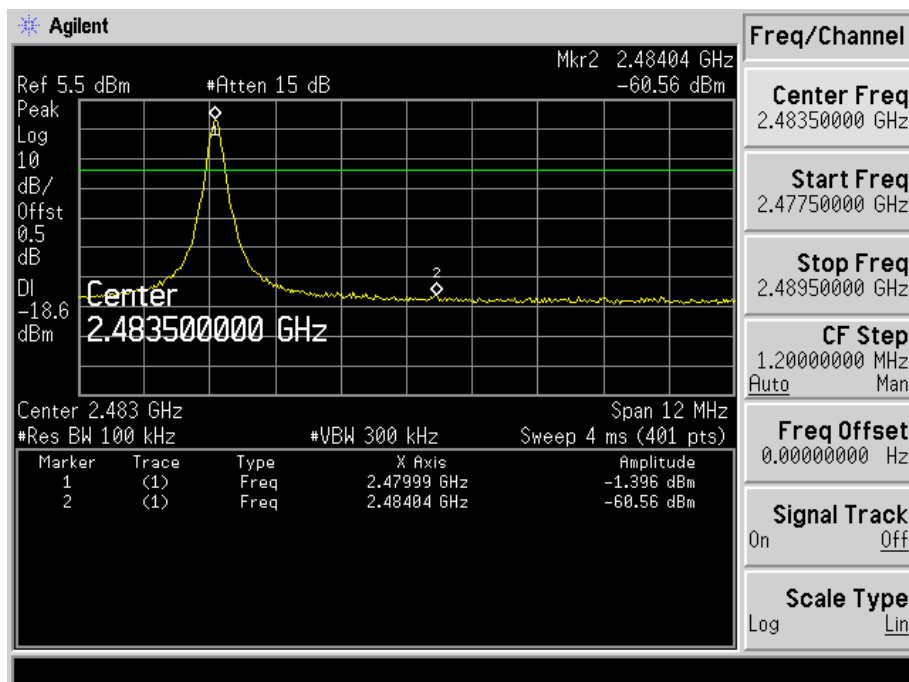 Agilent
Freq/Channel
Mkr2 2.48404 GHz
Ref 5.5 dBm #Atten 15 dB -60.56 dBm
Peak
Log
10
dB/
Offst
0.5
dB
DI
-18.6
dBm
1
2
Center
2.483500000 GHz
Center 2.483 GHz Span 12 MHz
#Res BW 100 kHz #VBW 300 kHz Sweep 4 ms (401 pts)
Marker Trace Type X Axis Amplitude
1 (1) Freq 2.47999 GHz -1.396 dBm
2 (1) Freq 2.48404 GHz -60.56 dBm
Center Freq
2.48350000 GHz
Start Freq
2.47750000 GHz
Stop Freq
2.48950000 GHz
CF Step
1.20000000 MHz
Auto Man
Freq Offset
0.00000000 Hz
Signal Track
On Off
Scale Type
Log Lin